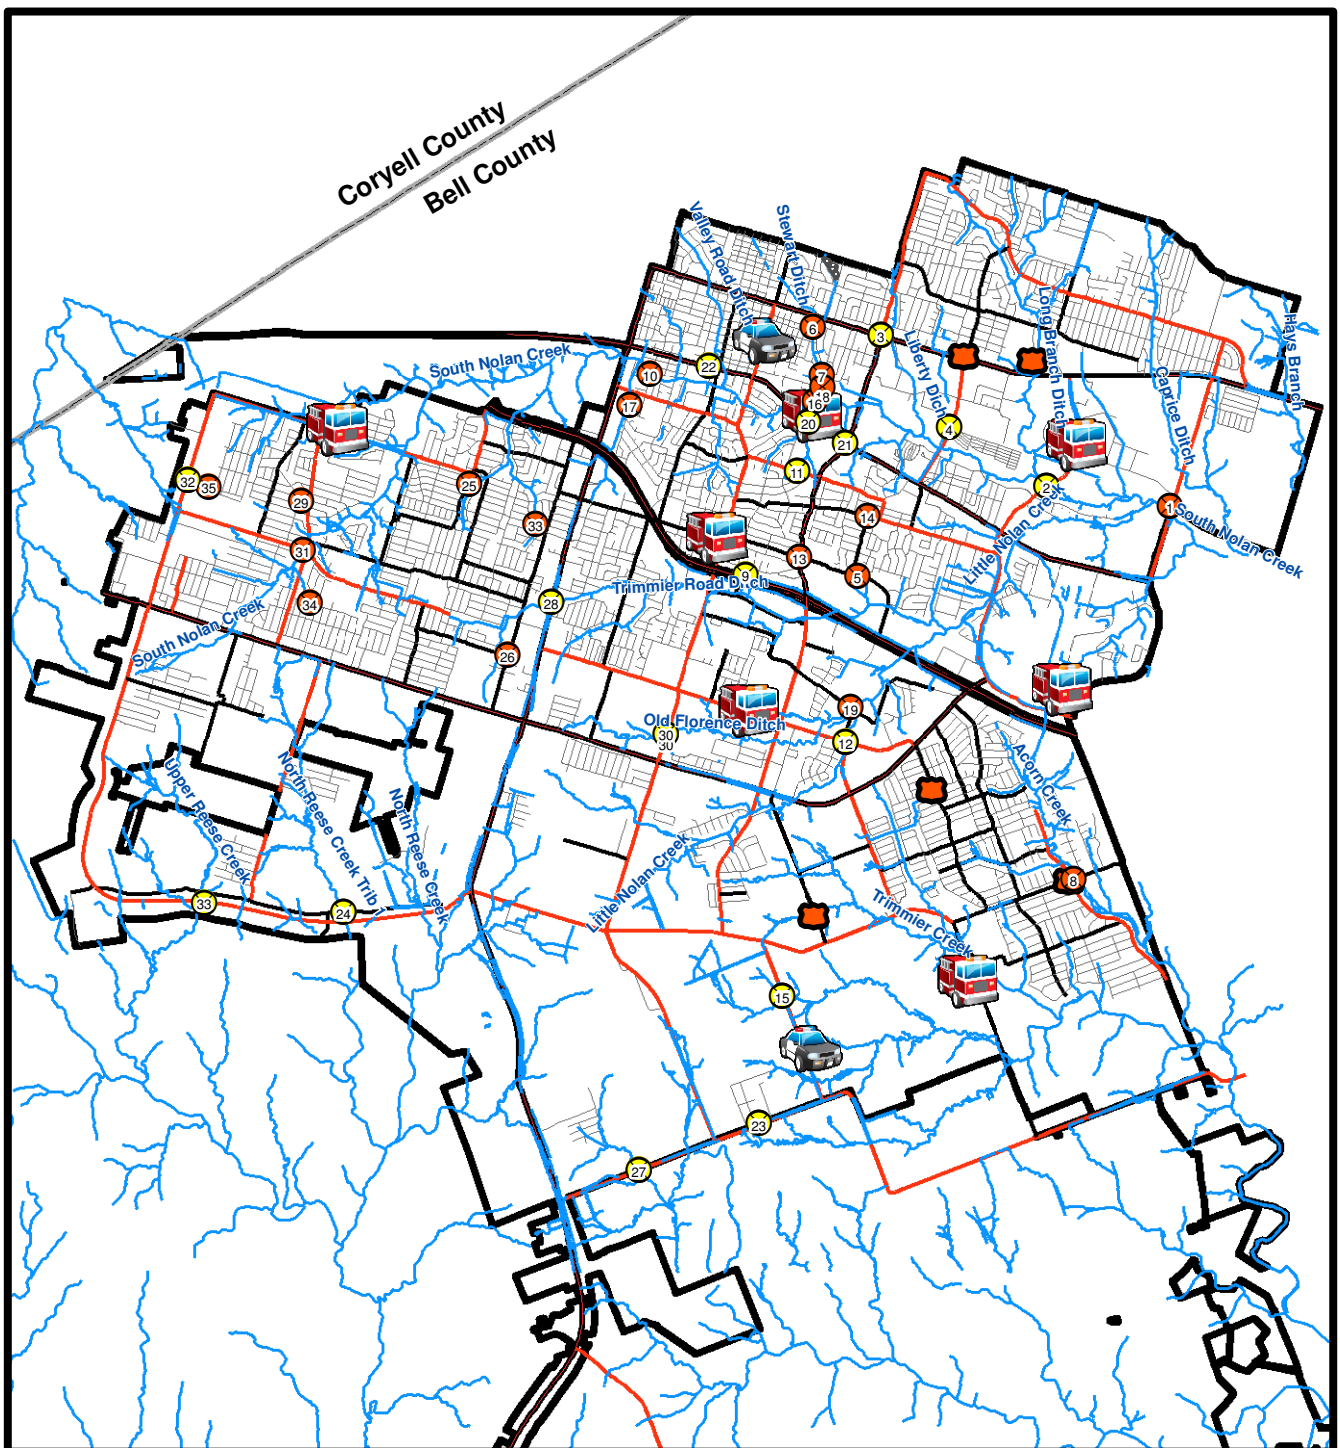 Coryell County
Bell County
Valley Road Ditch
Stewart Ditch
Liberty Ditch
Long Branch Ditch
Caprice Ditch
Hays Branch
South Nolan Creek
6
3
22
10
7
17
18
16
20
21
4
11
2
1
South Nolan Creek
32
35
25
29
33
14
31
13
5
9
Little Nolan Creek
Trimmier Road Ditch
28
34
South Nolan Creek
26
19
Old Florence Ditch
30
30
12
Acorn Creek
Upper Reese Creek
North Reese Creek Trib
North Reese Creek
Little Nolan Creek
8
33
24
Trimmier Creek
15
23
27